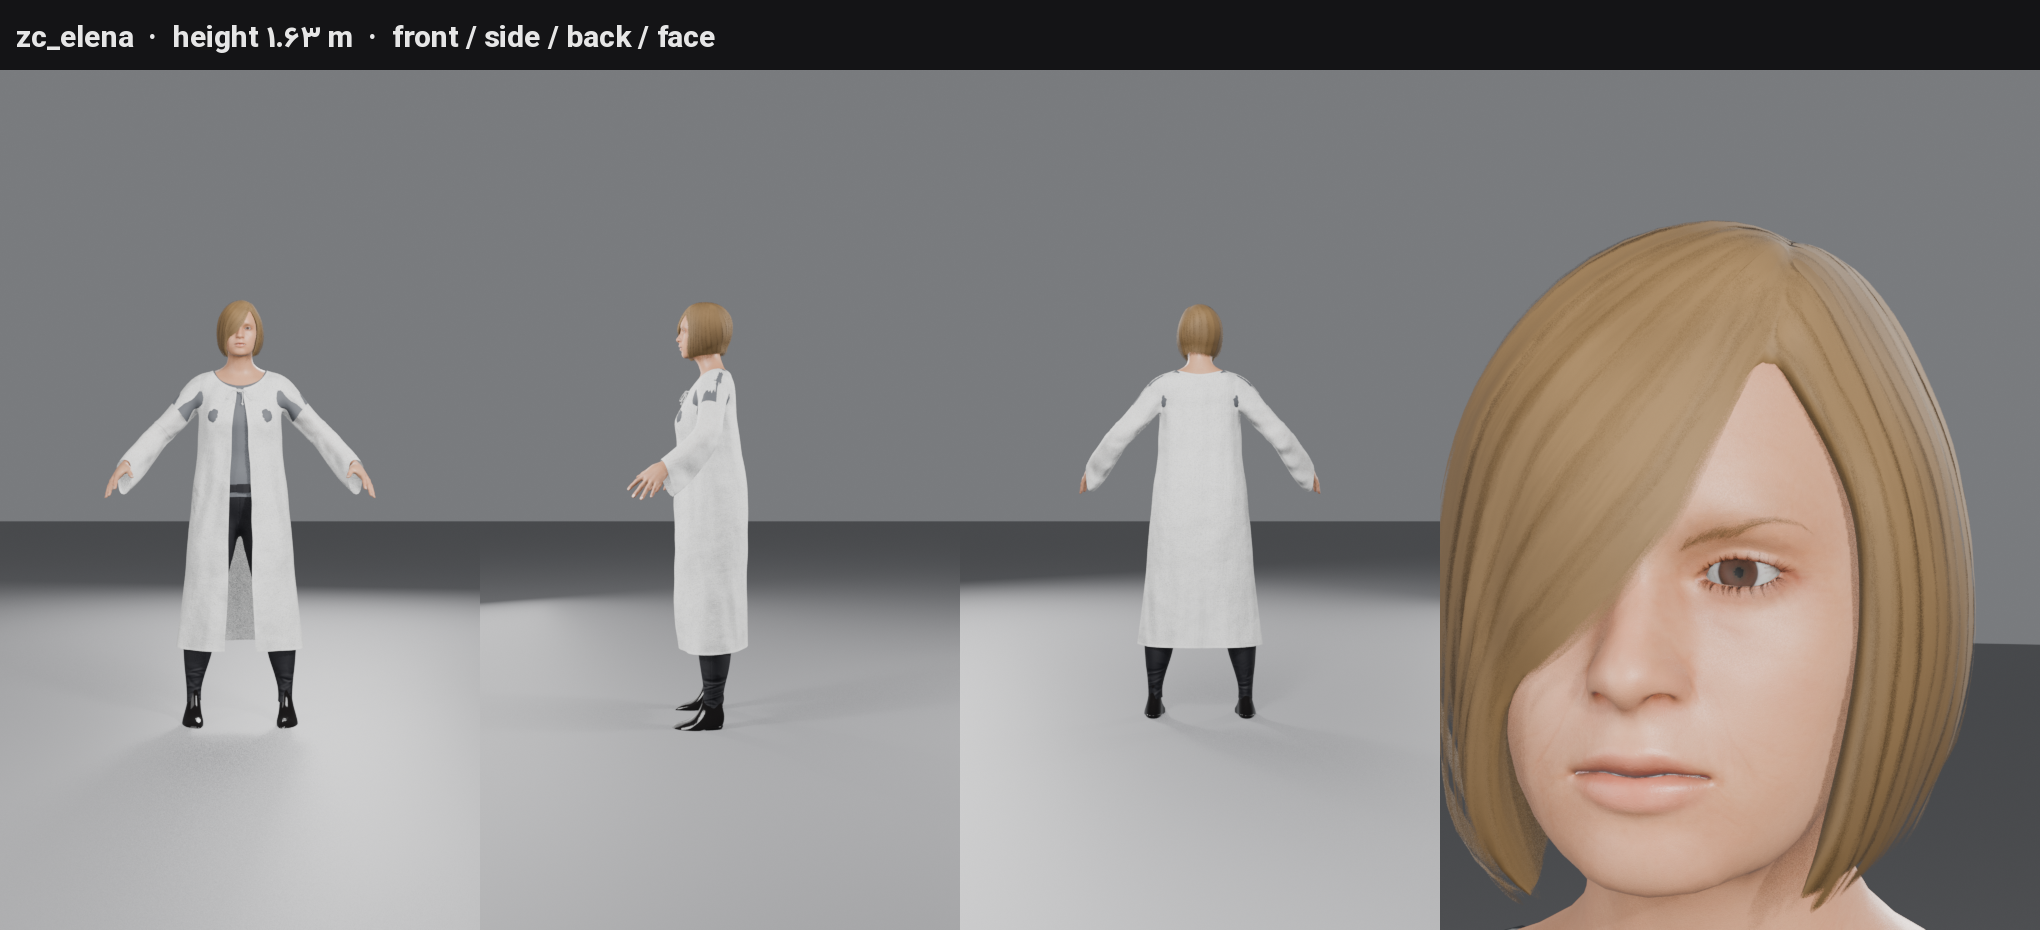 zc_elena · height ۱.۶۳ m · front / side / back / face